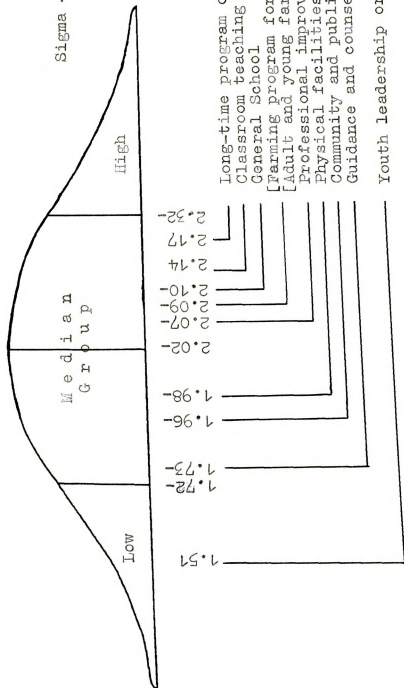 Sigma -
Low
Median
Group
High
1.51
1.72-
1.73-
1.96-
1.98-
2.02-
2.07-
2.09-
2.10-
2.14
2.17
2.32-
Long-time program
Classroom teaching
General School
[Farming program for
[Adult and young far
Professional improv
Physical facilities
Community and publi
Guidance and counse
Youth leadership or